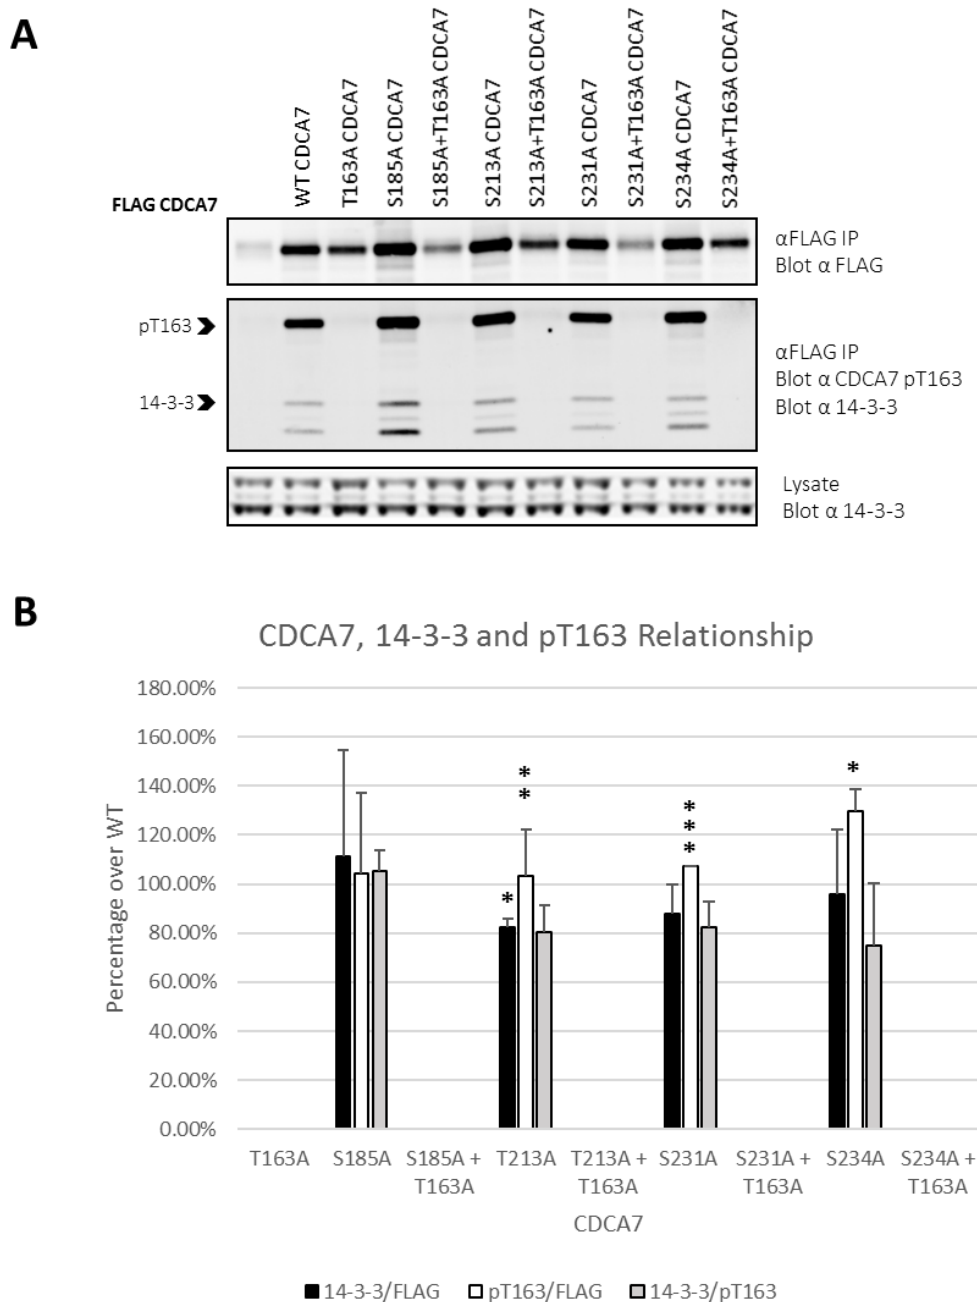 A
WT CDCA7
T163A CDCA7
S185A CDCA7
S185A+T163A CDCA7
S213A CDCA7
S213A+T163A CDCA7
S231A CDCA7
S231A+T163A CDCA7
S234A CDCA7
S234A+T163A CDCA7
FLAG CDCA7
αFLAG IP
Blot α FLAG
pT163
14-3-3
αFLAG IP
Blot α CDCA7 pT163
Blot α 14-3-3
Lysate
Blot α 14-3-3
B
CDCA7, 14-3-3 and pT163 Relationship
Percentage over WT
180.00%
160.00%
140.00%
120.00%
100.00%
80.00%
60.00%
40.00%
20.00%
0.00%
*
**
***
*
T163A
S185A
S185A +
T163A
T213A
T213A +
T163A
S231A
S231A +
T163A
S234A
S234A +
T163A
CDCA7
14-3-3/FLAG
pT163/FLAG
14-3-3/pT163